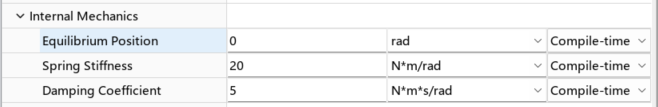 Internal Mechanics
Equilibrium Position 0 rad Compile-time
Spring Stiffness 20 N*m/rad Compile-time
Damping Coefficient 5 N*m*s/rad Compile-time